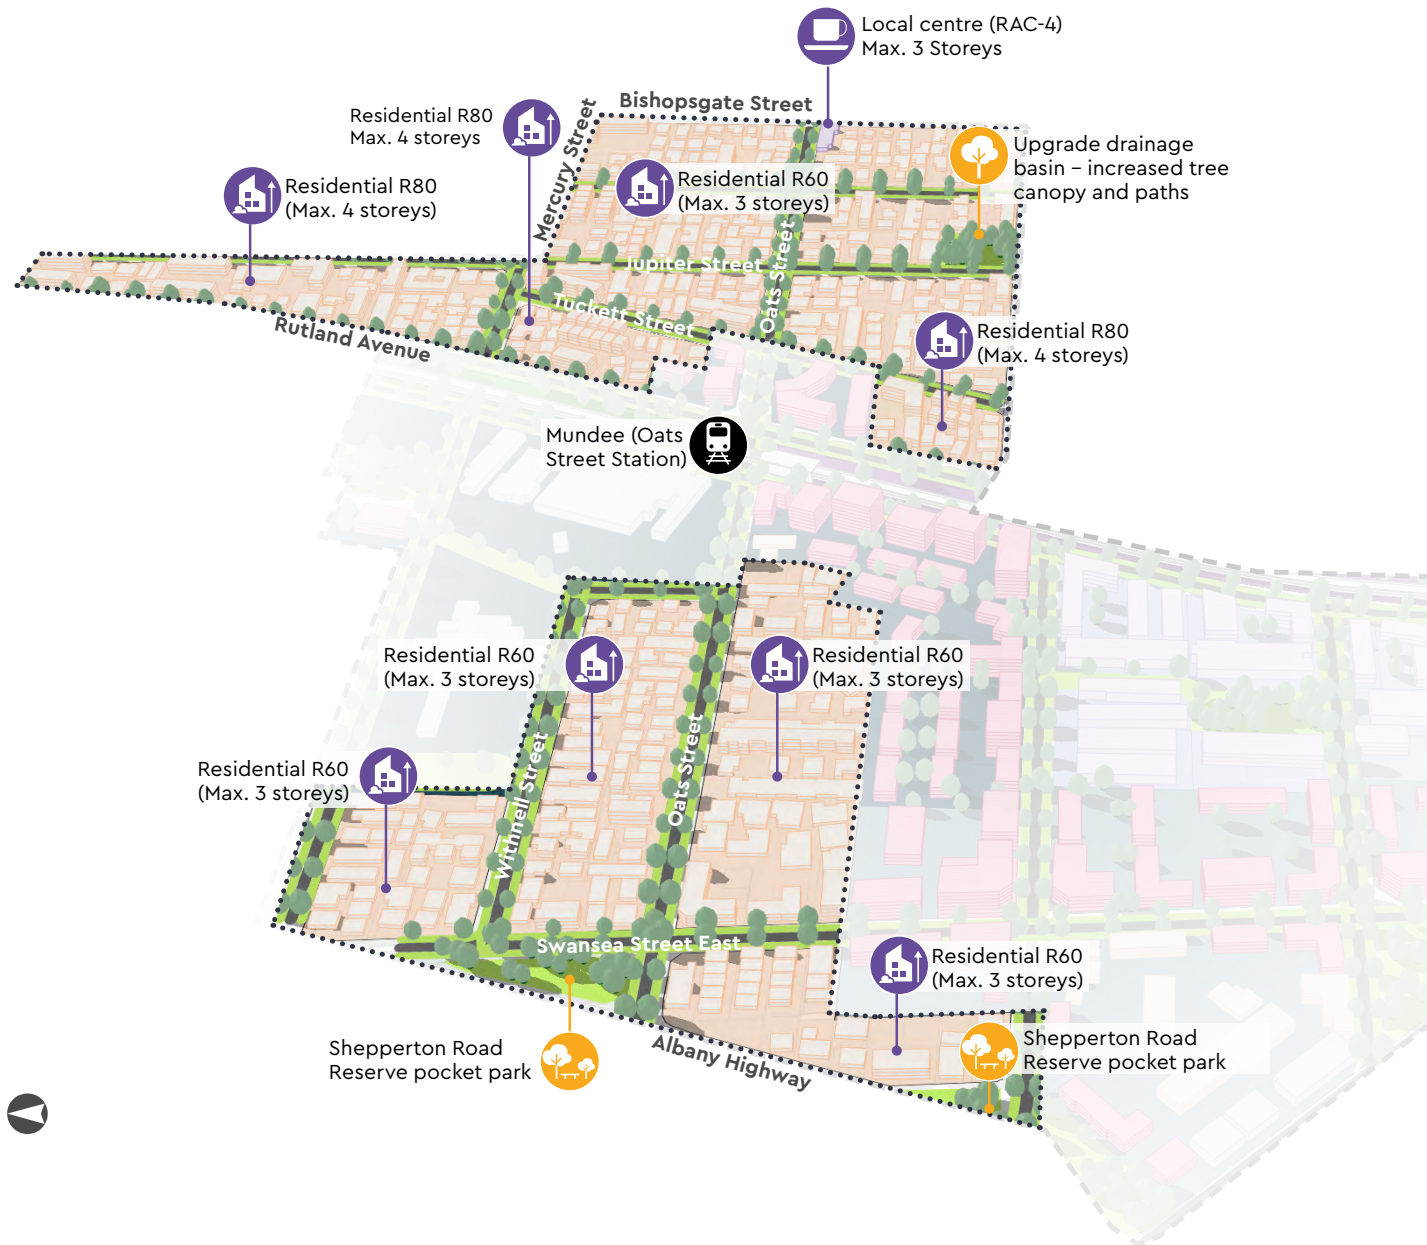 Local centre (RAC-4)
Max. 3 Storeys
Bishopsgate Street
Mercury Street
Residential R80
Max. 4 storeys
Upgrade drainage
basin – increased tree
canopy and paths
Residential R80
(Max. 4 storeys)
Residential R60
(Max. 3 storeys)
Jupiter Street
Oats Street
Tuckett Street
Rutland Avenue
Residential R80
(Max. 4 storeys)
Mundee (Oats
Street Station)
Residential R60
(Max. 3 storeys)
Residential R60
(Max. 3 storeys)
Residential R60
(Max. 3 storeys)
Withnell Street
Oats Street
Swansea Street East
Residential R60
(Max. 3 storeys)
Shepperton Road
Reserve pocket park
Albany Highway
Shepperton Road
Reserve pocket park